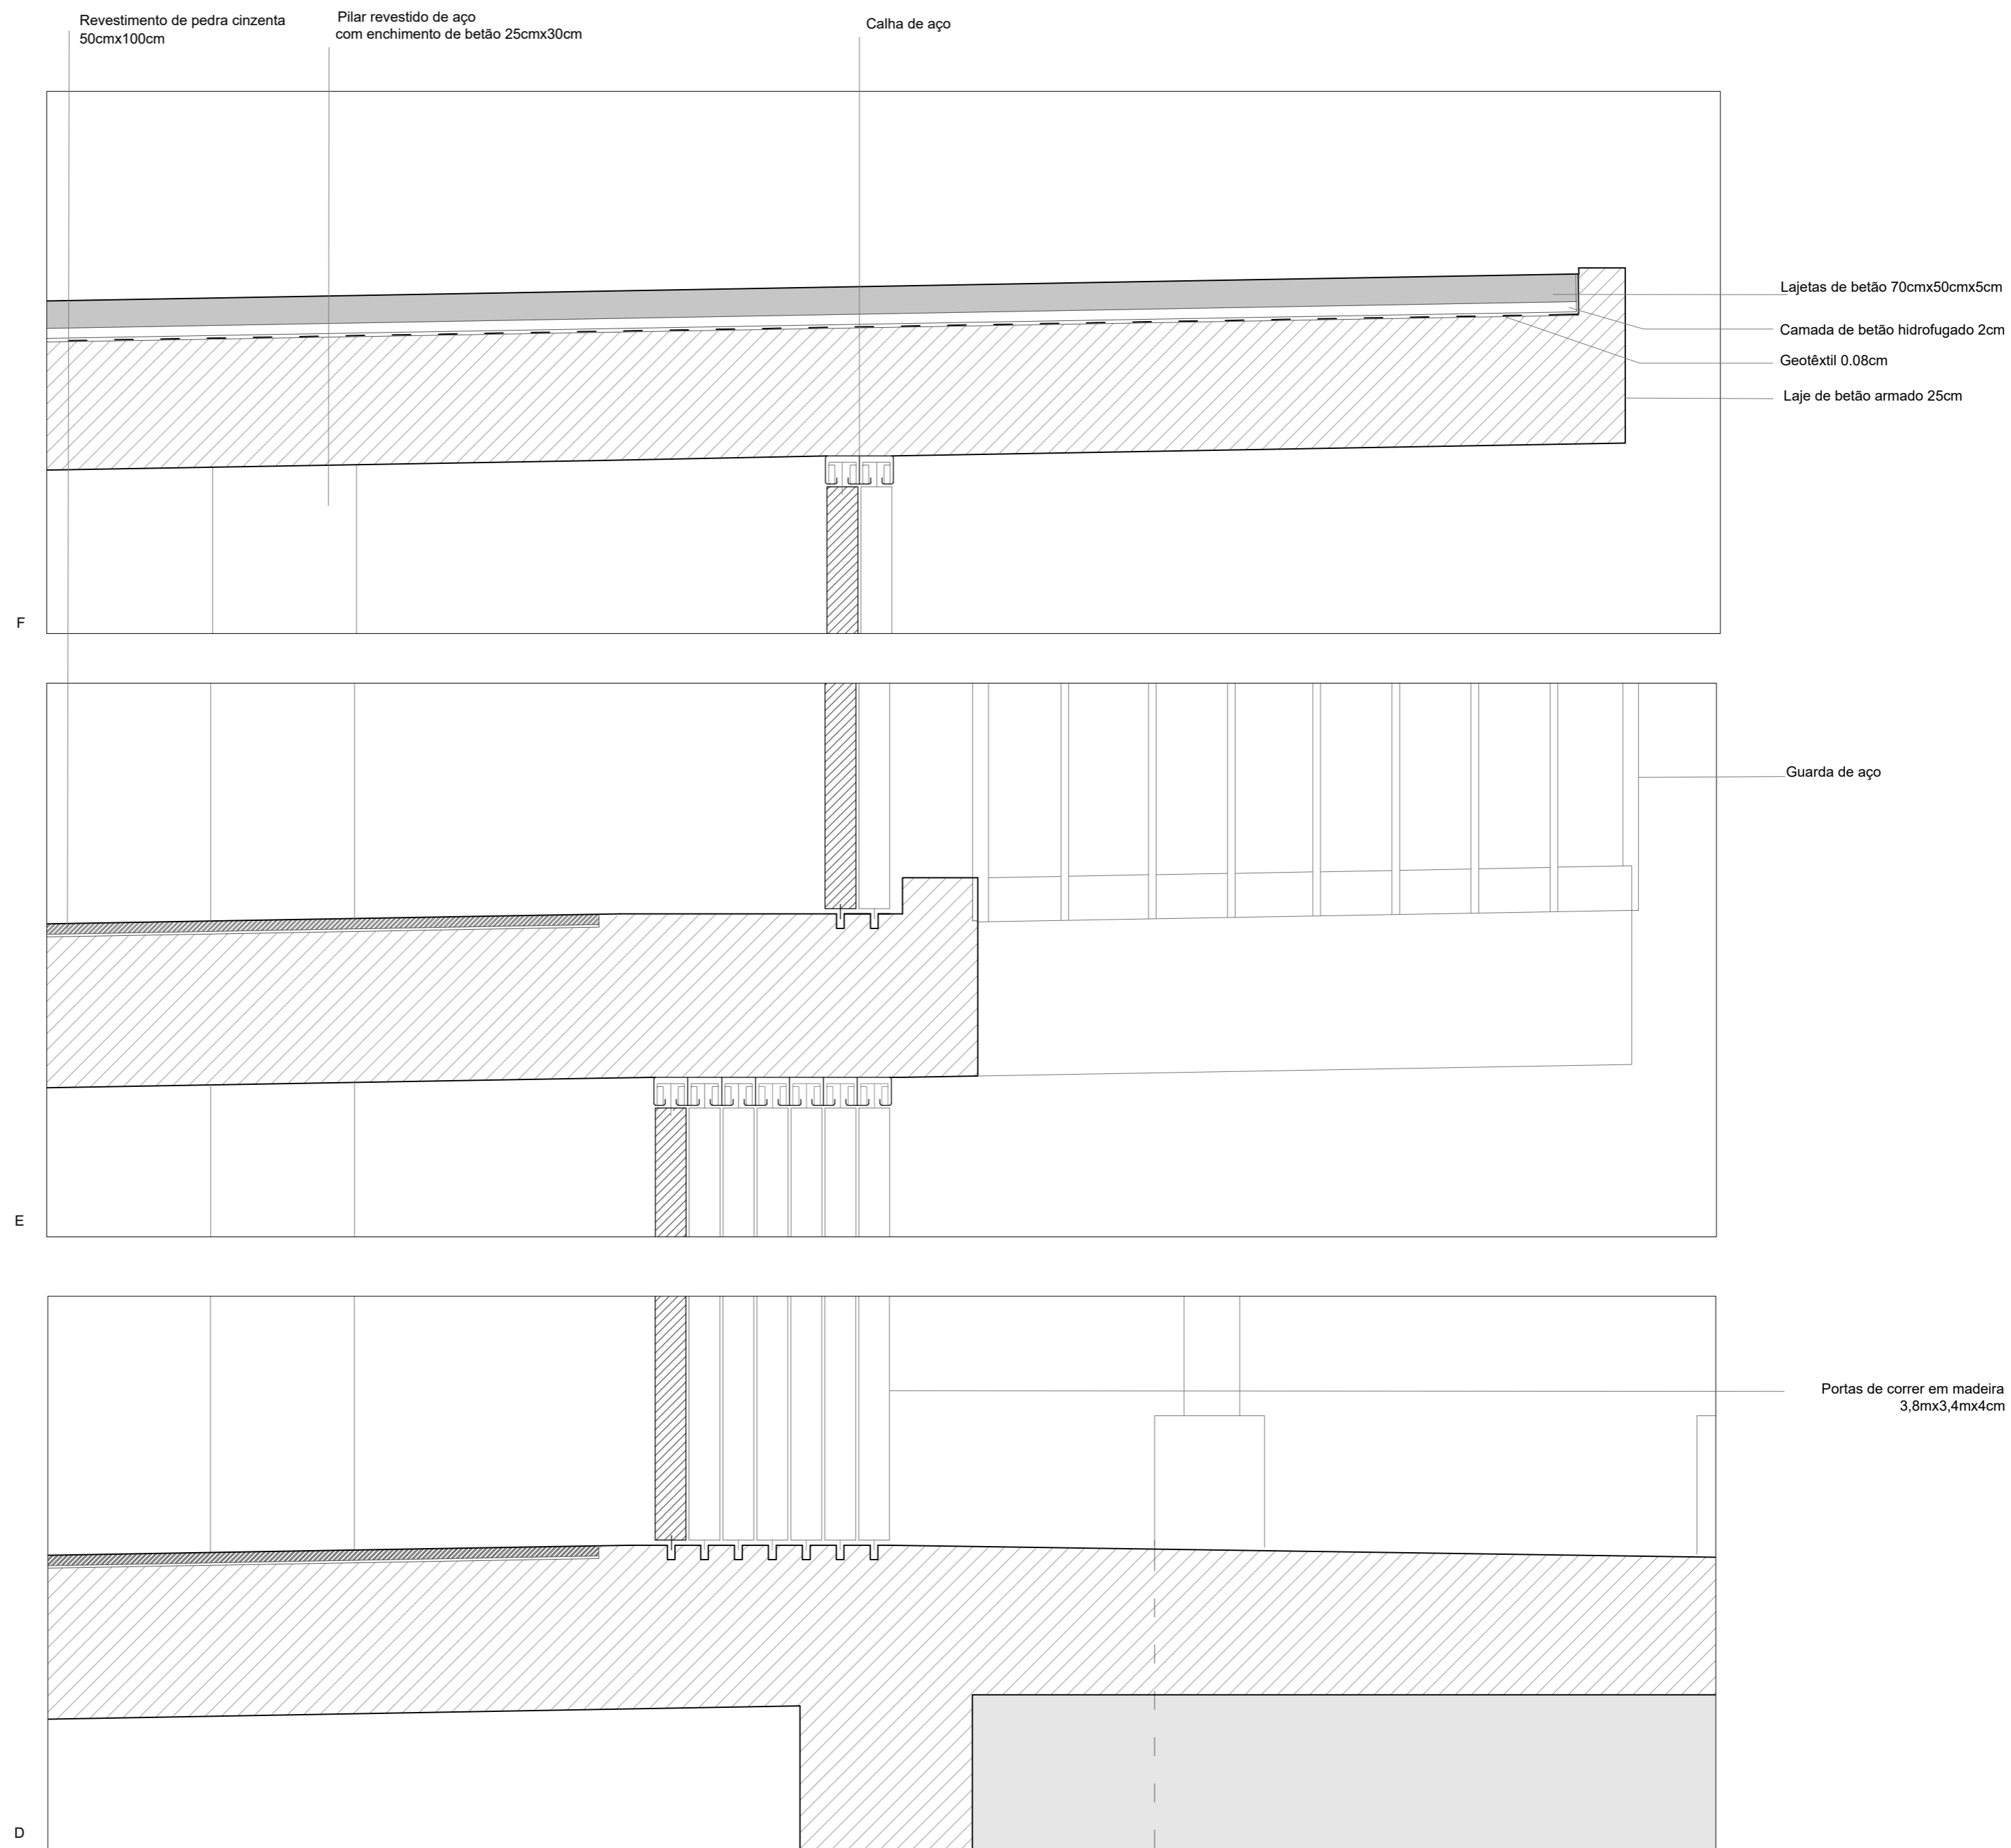 Revestimento de pedra cinzenta
50cmx100cm
Pilar revestido de aço
com enchimento de betão 25cmx30cm
Calha de aço
Lajetas de betão 70cmx50cmx5cm
Camada de betão hidrofugado 2cm
Geotêxtil 0.08cm
Laje de betão armado 25cm
F
Guarda de aço
E
Portas de correr em madeira
3,8mx3,4mx4cm
D